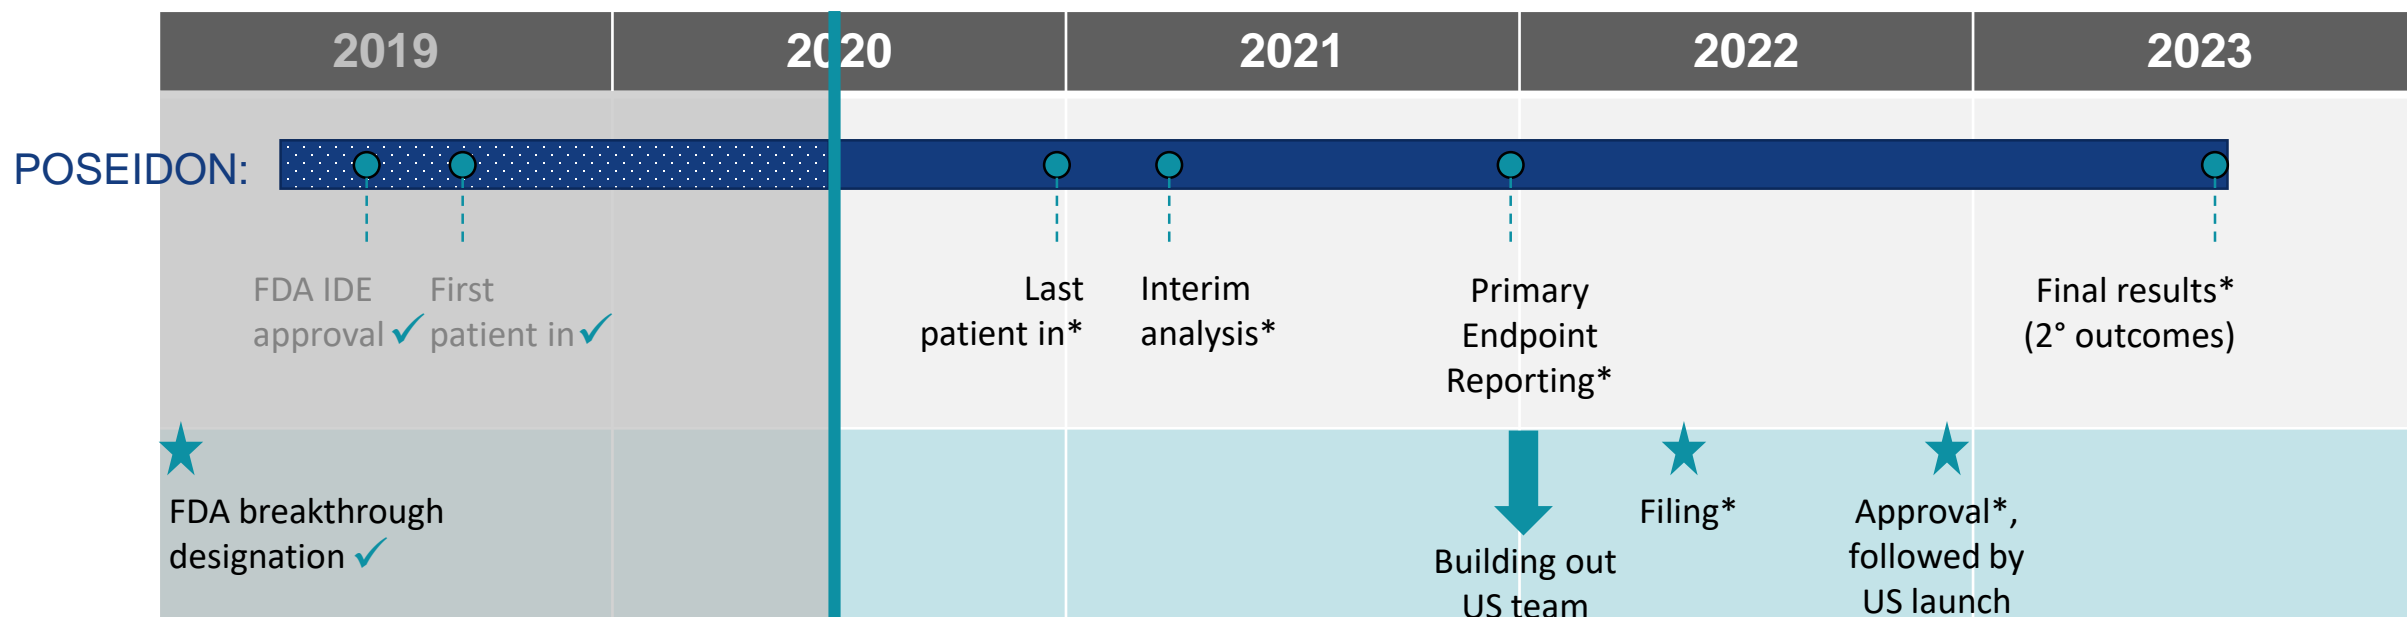 2019 2020 2021 2022 2023
POSEIDON:
FDA IDE
approval ✓
First
patient in ✓
Last
patient in*
Interim
analysis*
Primary
Endpoint
Reporting*
Final results*
(2° outcomes)
FDA breakthrough
designation ✓
Building out
US team
Filing*
Approval*,
followed by
US launch